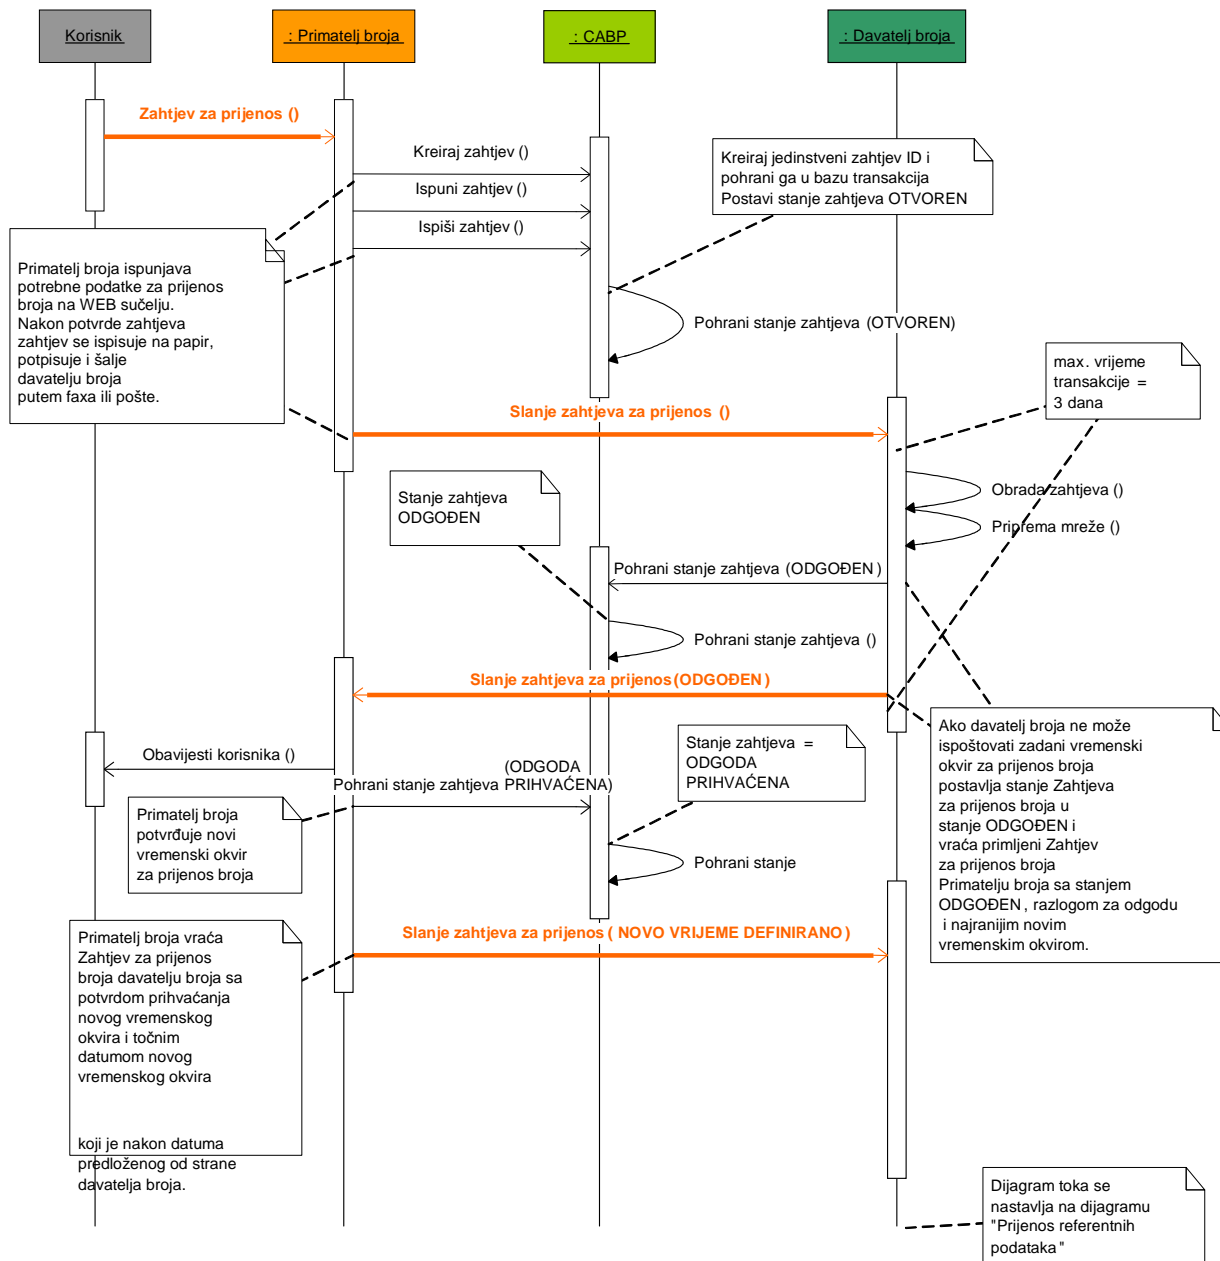 Korisnik
: Primatelj broja
: CABP
: Davatelj broja
Zahtjev za prijenos ()
Kreiraj zahtjev ()
Ispuni zahtjev ()
Ispiši zahtjev ()
Kreiraj jedinstveni zahtjev ID i
pohrani ga u bazu transakcija
Postavi stanje zahtjeva OTVOREN
Primatelj broja ispunjava
potrebne podatke za prijenos
broja na WEB sučelju.
Nakon potvrde zahtjeva
zahtjev se ispisuje na papir,
potpisuje i šalje
davatelju broja
putem faxa ili pošte.
Pohrani stanje zahtjeva (OTVOREN)
max. vrijeme
transakcije =
3 dana
Slanje zahtjeva za prijenos ()
Stanje zahtjeva
ODGOĐEN
Obrada zahtjeva ()
Priprema mreže ()
Pohrani stanje zahtjeva (ODGOĐEN)
Pohrani stanje zahtjeva ()
Slanje zahtjeva za prijenos (ODGOĐEN)
Ako davatelj broja ne može
ispoštovati zadani vremenski
okvir za prijenos broja
postavlja stanje Zahtjeva
za prijenos broja u
stanje ODGOĐEN i
vraća primljeni Zahtjev
za prijenos broja
Primatelju broja sa stanjem
ODGOĐEN, razlogom za odgodu
i najranijim novim
vremenskim okvirom.
Stanje zahtjeva =
ODGODA
PRIHVAĆENA
Obavijesti korisnika ()
(ODGODA
Pohrani stanje zahtjeva PRIHVAĆENA)
Primatelj broja
potvrđuje novi
vremenski okvir
za prijenos broja
Pohrani stanje
Slanje zahtjeva za prijenos ( NOVO VRIJEME DEFINIRANO )
Primatelj broja vraća
Zahtjev za prijenos
broja davatelju broja sa
potvrdom prihvaćanja
novog vremenskog
okvira i točnim
datumom novog
vremenskog okvira
koji je nakon datuma
predloženog od strane
davatelja broja.
Dijagram toka se
nastavlja na dijagramu
"Prijenos referentnih
podataka "